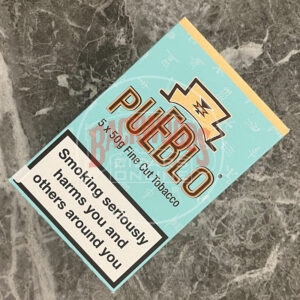 PUEBLO
5 x 50g Fine Cut Tobacco
Smoking seriously
harms you and
others around you